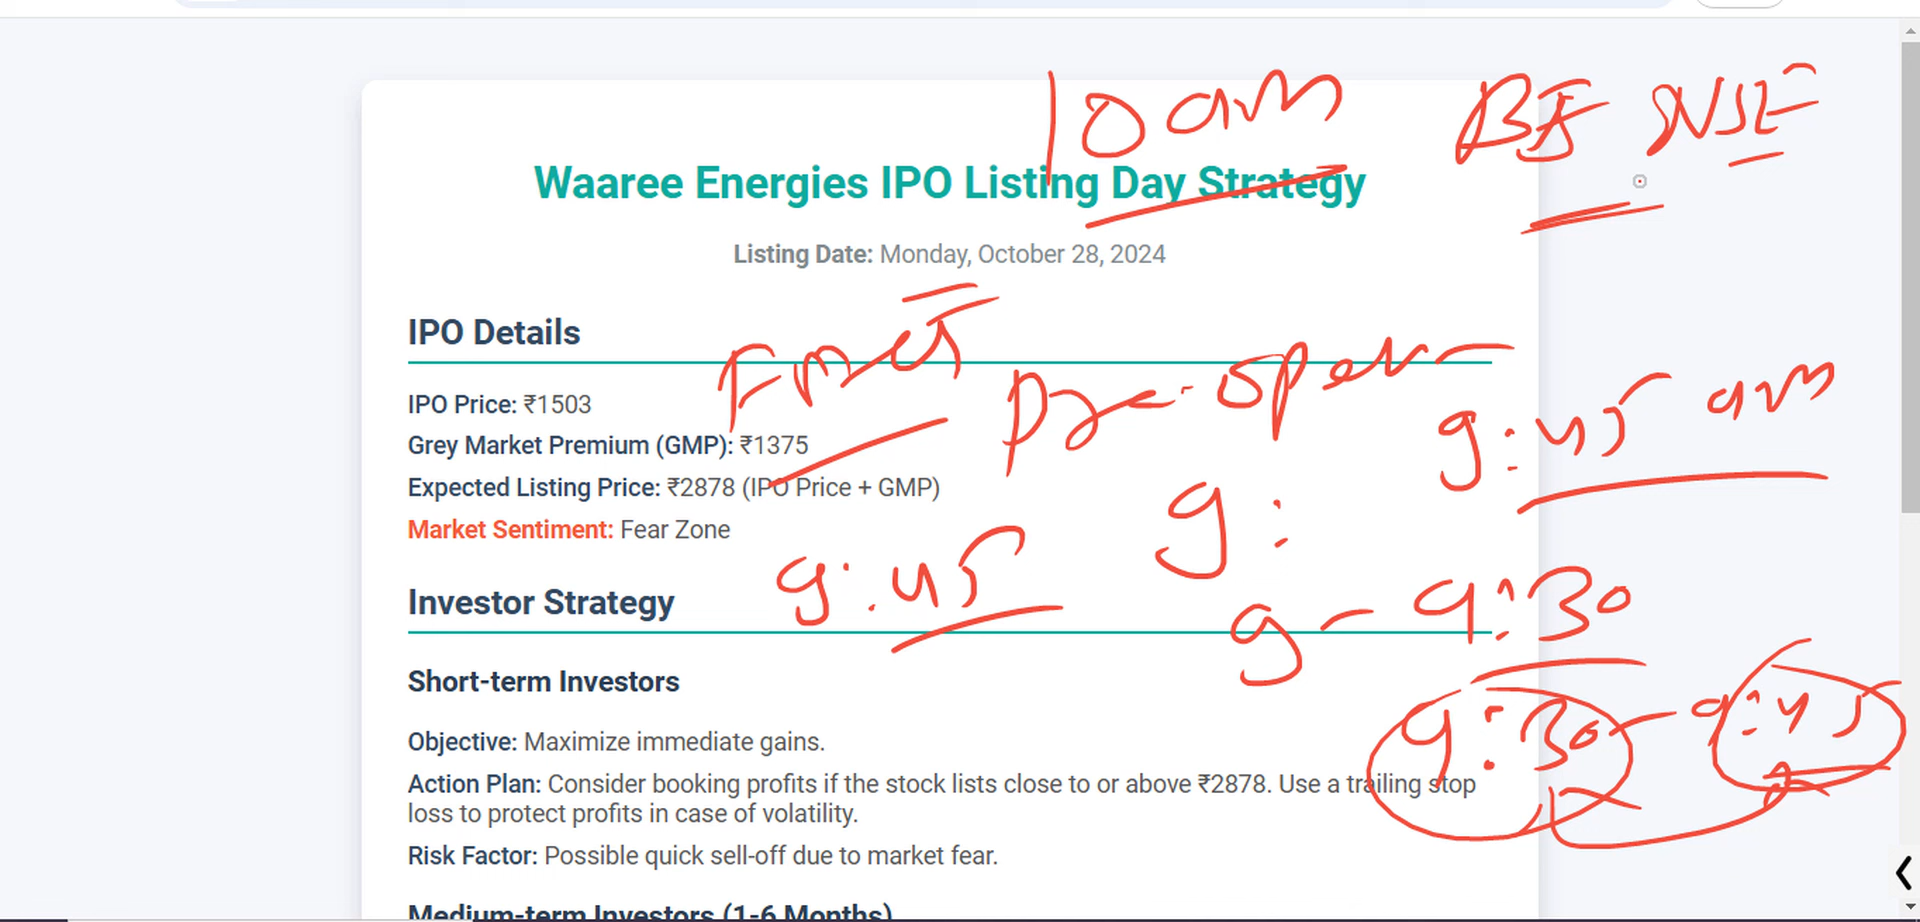 10 am BSE NSE
Waaree Energies IPO Listing Day Strategy
Listing Date: Monday, October 28, 2024
IPO Details
Pre-open
9:45 am
IPO Price: ₹1503
Grey Market Premium (GMP): ₹1375
Expected Listing Price: ₹2878 (IPO Price + GMP)
9:
Market Sentiment: Fear Zone
9:45
9 - 9:30
Investor Strategy
Short-term Investors
9:30 - 9:45
Objective: Maximize immediate gains.
Action Plan: Consider booking profits if the stock lists close to or above ₹2878. Use a trailing stop
loss to protect profits in case of volatility.
Risk Factor: Possible quick sell-off due to market fear.
Medium-term Investors (1-6 Months)